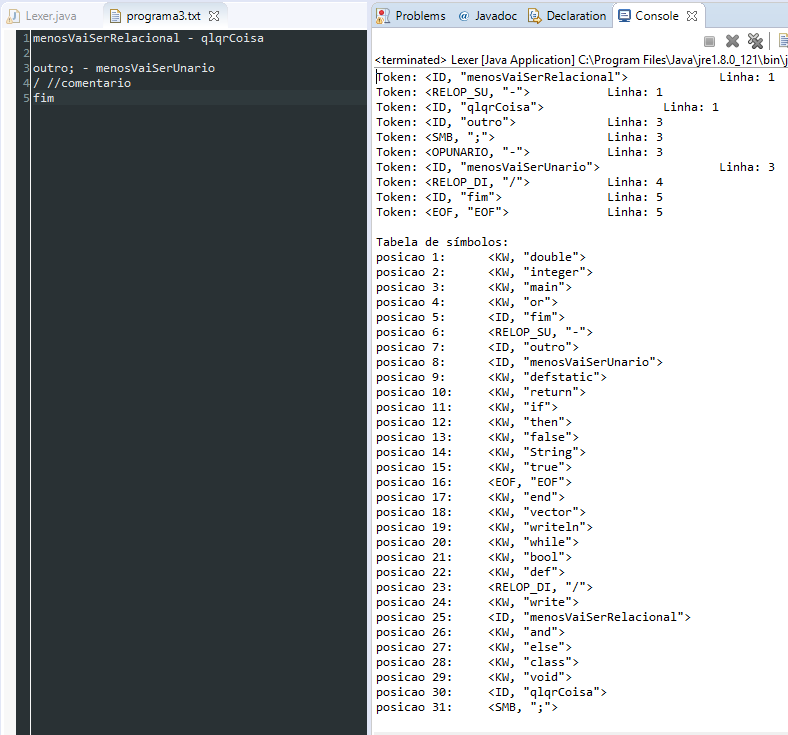 Lexer.java
programa3.txt
1 menosVaiSerRelacional - qlqrCoisa
2
3 outro; - menosVaiSerUnario
4 / //comentario
5 fim
Problems @ Javadoc Declaration Console
<terminated> Lexer [Java Application] C:\Program Files\Java\jre1.8.0_121\bin\j
Token: <ID, "menosVaiSerRelacional"> Linha: 1
Token: <RELOP_SU, "-"> Linha: 1
Token: <ID, "qlqrCoisa"> Linha: 1
Token: <ID, "outro"> Linha: 3
Token: <SMB, ";"> Linha: 3
Token: <OPUNARIO, "-"> Linha: 3
Token: <ID, "menosVaiSerUnario"> Linha: 3
Token: <RELOP_DI, "/"> Linha: 4
Token: <ID, "fim"> Linha: 5
Token: <EOF, "EOF"> Linha: 5
Tabela de símbolos:
posicao 1: <KW, "double">
posicao 2: <KW, "integer">
posicao 3: <KW, "main">
posicao 4: <KW, "or">
posicao 5: <ID, "fim">
posicao 6: <RELOP_SU, "-">
posicao 7: <ID, "outro">
posicao 8: <ID, "menosVaiSerUnario">
posicao 9: <KW, "defstatic">
posicao 10: <KW, "return">
posicao 11: <KW, "if">
posicao 12: <KW, "then">
posicao 13: <KW, "false">
posicao 14: <KW, "String">
posicao 15: <KW, "true">
posicao 16: <EOF, "EOF">
posicao 17: <KW, "end">
posicao 18: <KW, "vector">
posicao 19: <KW, "writeln">
posicao 20: <KW, "while">
posicao 21: <KW, "bool">
posicao 22: <KW, "def">
posicao 23: <RELOP_DI, "/">
posicao 24: <KW, "write">
posicao 25: <ID, "menosVaiSerRelacional">
posicao 26: <KW, "and">
posicao 27: <KW, "else">
posicao 28: <KW, "class">
posicao 29: <KW, "void">
posicao 30: <ID, "qlqrCoisa">
posicao 31: <SMB, ";">